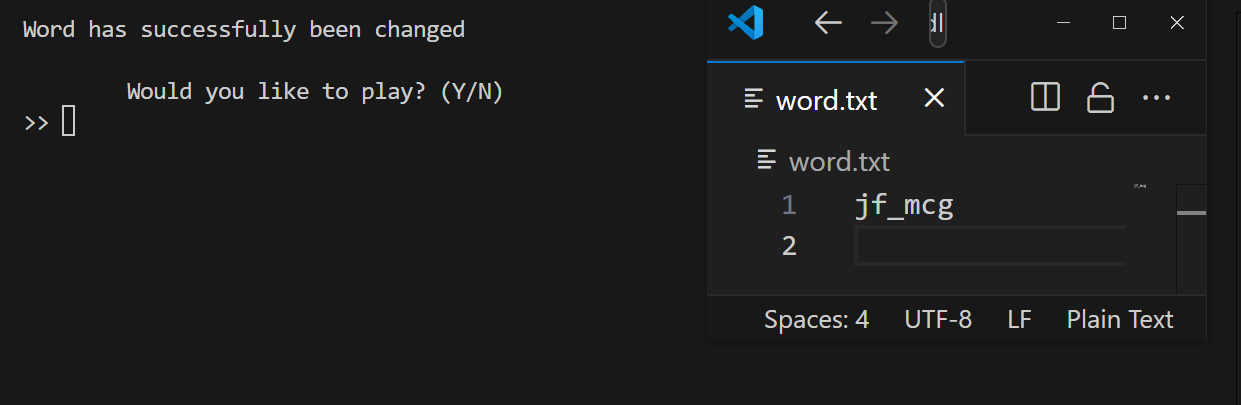 Word has successfully been changed
Would you like to play? (Y/N)
>>
dl
word.txt
word.txt
1 jf_mcg
2
Spaces: 4 UTF-8 LF Plain Text